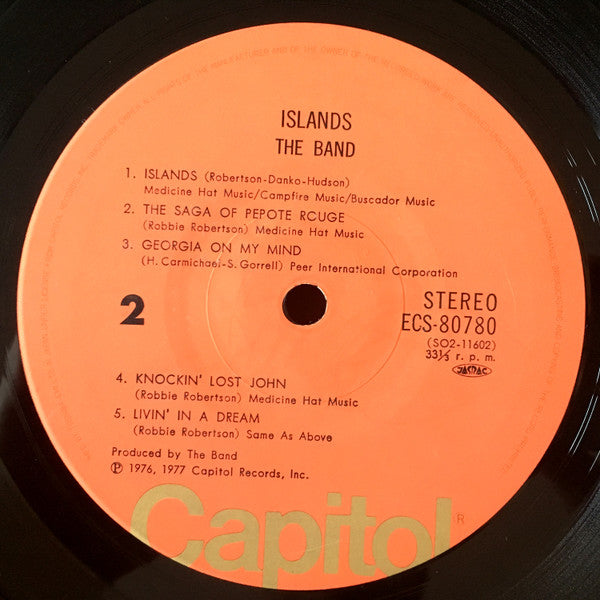 ISLANDS
THE BAND
1. ISLANDS (Robertson-Danko-Hudson)
Medicine Hat Music/Campfire Music/Buscador Music
2. THE SAGA OF PEPOTE RCUGE
(Robbie Robertson) Medicine Hat Music
3. GEORGIA ON MY MIND
(H. Carmichael-S. Gorrell) Peer International Corporation
2
STEREO
ECS-80780
(SO2-11602)
33⅓ r. p. m.
JASRAC
4. KNOCKIN' LOST JOHN
(Robbie Robertson) Medicine Hat Music
5. LIVIN' IN A DREAM
(Robbie Robertson) Same As Above
Produced by The Band
Ⓟ 1976, 1977 Capitol Records, Inc.
Capitol®